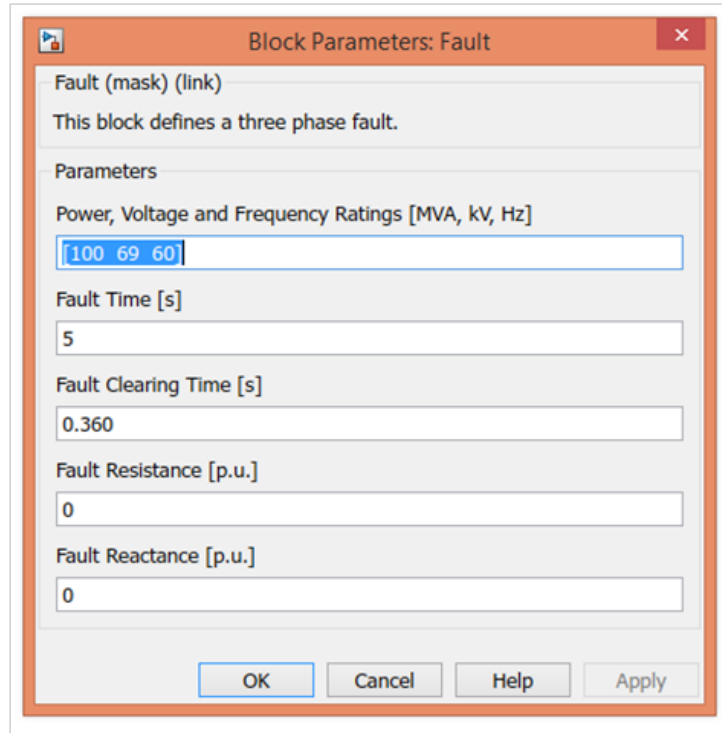 Block Parameters: Fault
Fault (mask) (link)
This block defines a three phase fault.
Parameters
Power, Voltage and Frequency Ratings [MVA, kV, Hz]
[100 69 60]
Fault Time [s]
5
Fault Clearing Time [s]
0.360
Fault Resistance [p.u.]
0
Fault Reactance [p.u.]
0
OK Cancel Help Apply